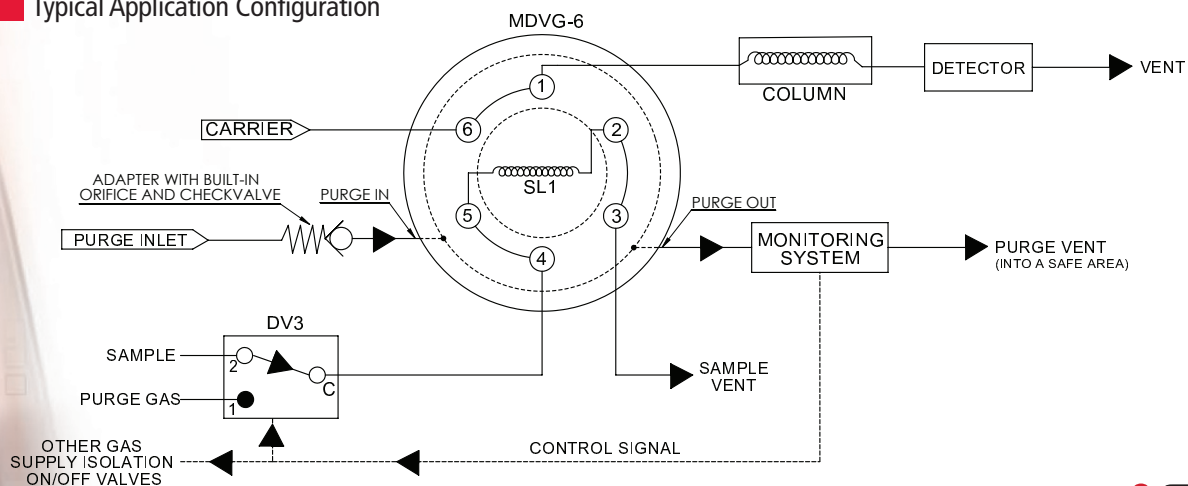 Typical Application Configuration
MDVG-6
1
6
2
5
3
4
SL1
COLUMN
DETECTOR
VENT
CARRIER
ADAPTER WITH BUILT-IN
ORIFICE AND CHECKVALVE
PURGE IN
PURGE INLET
PURGE OUT
MONITORING
SYSTEM
PURGE VENT
(INTO A SAFE AREA)
DV3
SAMPLE
2
C
PURGE GAS
1
SAMPLE
VENT
OTHER GAS
SUPPLY ISOLATION
ON/OFF VALVES
CONTROL SIGNAL